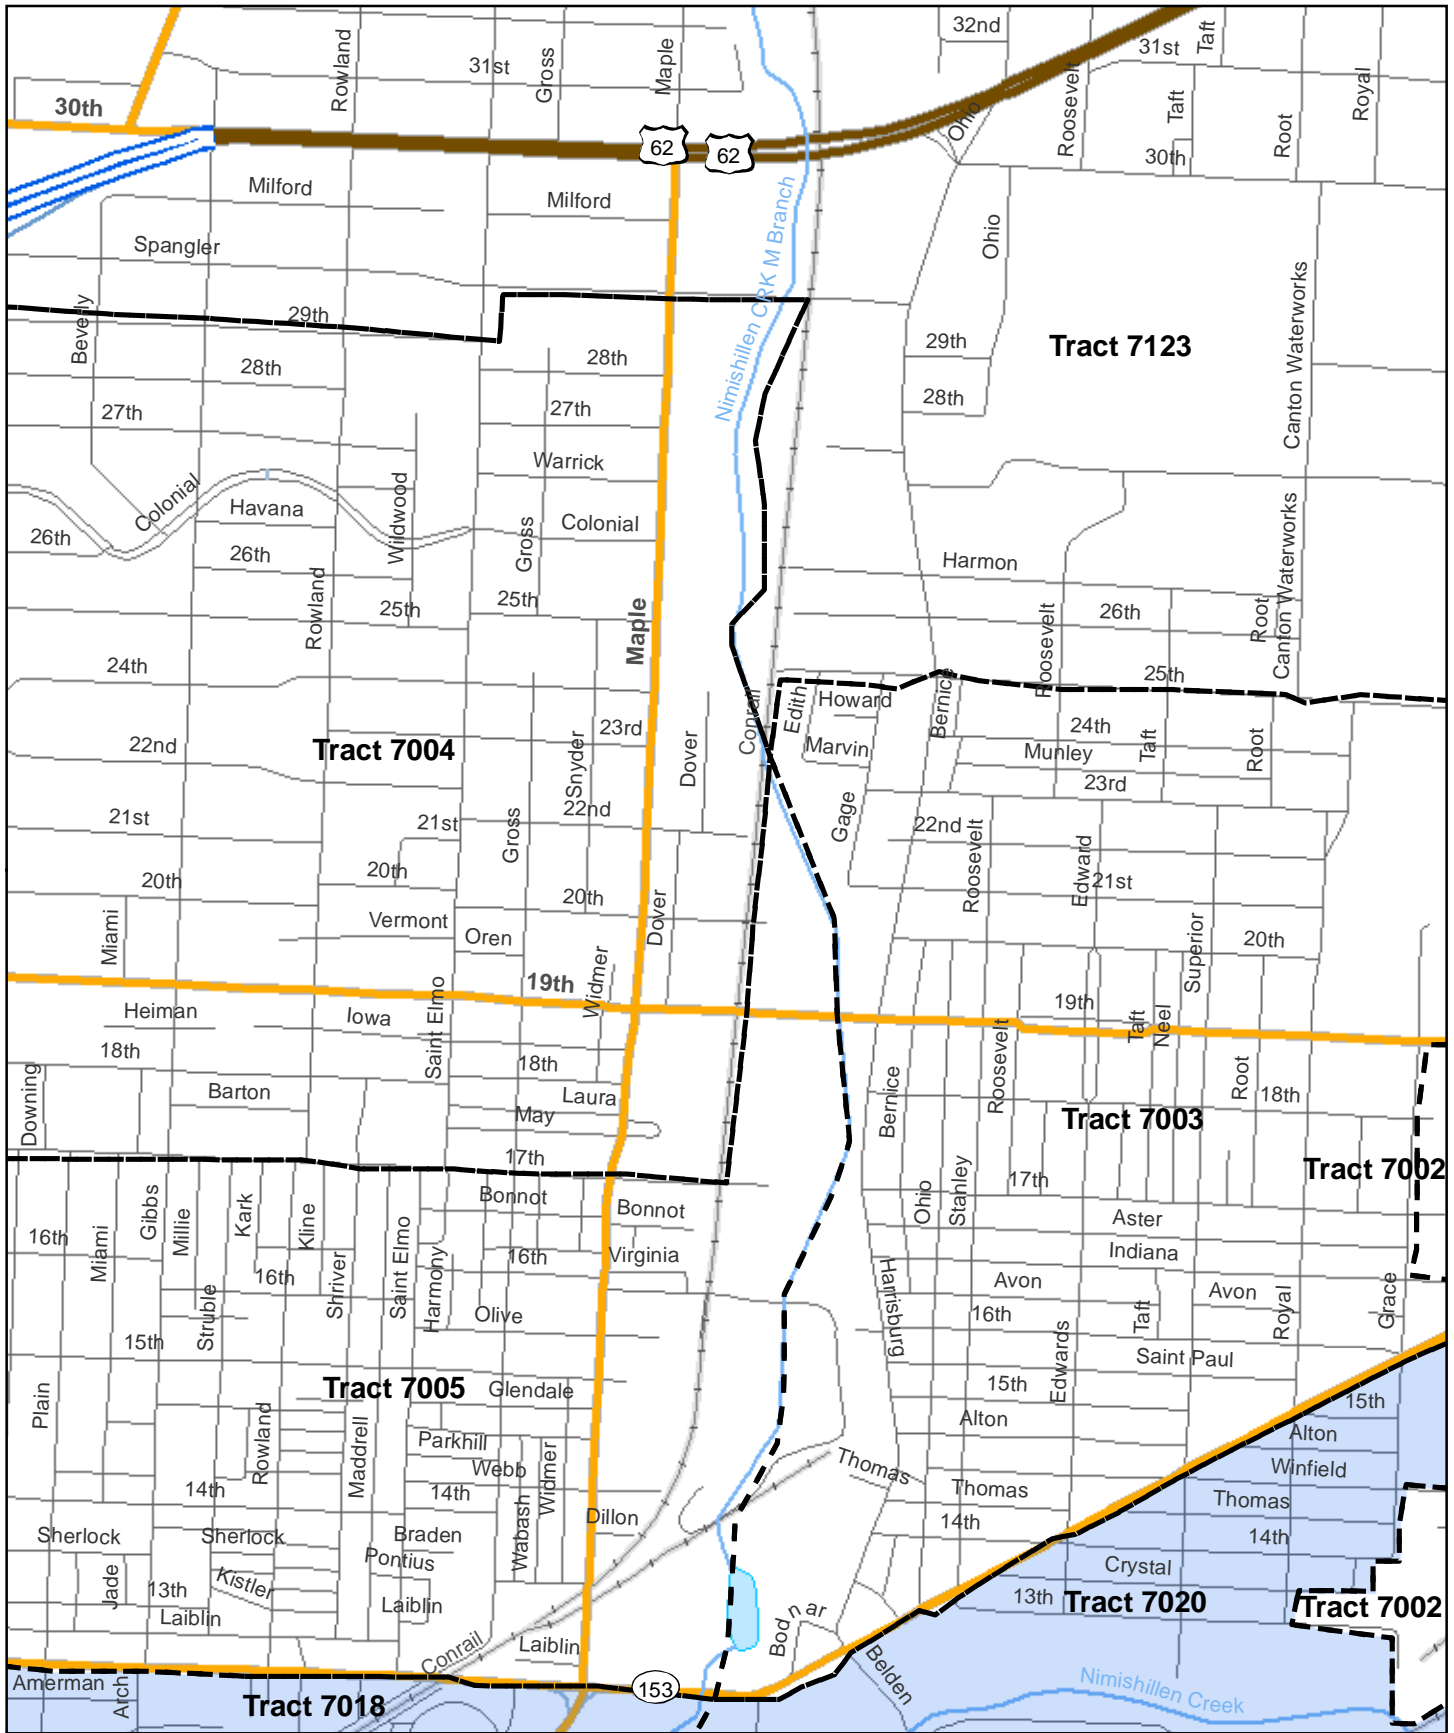 32nd
Taft
31st
Rowland
31st
Gross
Maple
Roosevelt
Royal
30th
Taft
Root
Ohio
62
62
30th
Milford
Milford
Nimishillen CRK M Branch
Spangler
Ohio
Beverly
29th
Canton Waterworks
29th
Tract 7123
28th
28th
28th
27th
27th
Warrick
Colonial
Wildwood
Havana
Gross
Colonial
Canton Waterworks
26th
26th
Harmon
Rowland
25th
25th
Maple
Roosevelt
26th
Root
24th
25th
Edith
Howard
Bernice
Conrail
23rd
24th
22nd
Tract 7004
Snyder
Dover
Marvin
Munley
Taft
Root
23rd
21st
21st
Gross
22nd
Gage
22nd
Roosevelt
Edward
20th
20th
20th
21st
Miami
Vermont
Oren
Dover
Superior
20th
19th
Widmer
Heiman
Iowa
Saint Elmo
19th
Taft
Neel
18th
18th
Roosevelt
Downing
Barton
Laura
Bernice
Root
18th
May
Tract 7003
17th
Tract 7002
Gibbs
Millie
Kark
Kline
Bonnot
Bonnot
Ohio
Stanley
17th
16th
Miami
Saint Elmo
Harmony
16th
Virginia
Aster
Indiana
16th
Struble
Shriver
Olive
Harrisburg
Avon
Avon
16th
Taft
Royal
Grace
15th
Edwards
Saint Paul
Tract 7005
Glendale
15th
Plain
Rowland
Maddrell
Parkhill
Alton
15th
Alton
Webb
Widmer
Thomas
Winfield
14th
14th
Wabash
Dillon
Thomas
Thomas
Sherlock
Sherlock
Braden
14th
14th
Pontius
Crystal
Jade
13th
Kistler
Laiblin
13th
Tract 7020
Tract 7002
Laiblin
Bodnar
Conrail
Laiblin
Belden
Amerman
Arch
Tract 7018
153
Nimishillen Creek